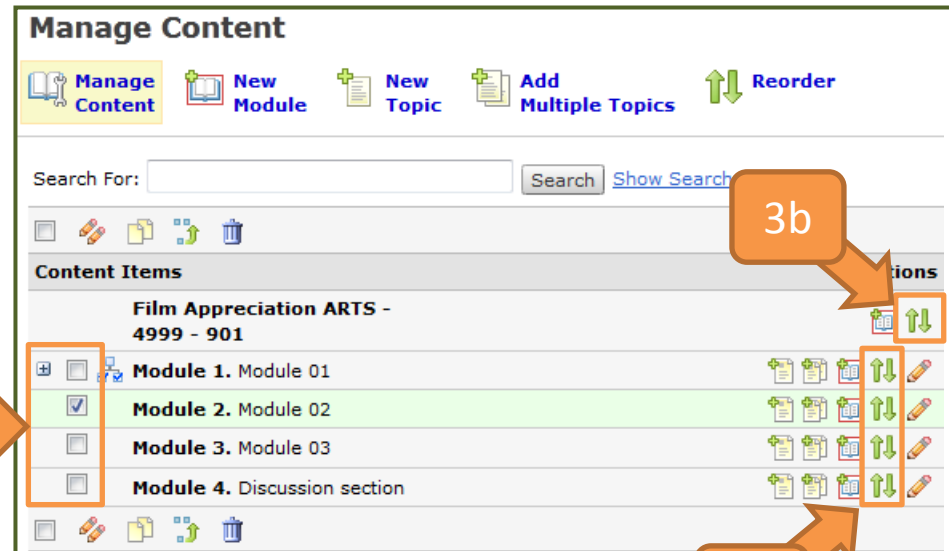 Manage Content
Manage Content
New Module
New Topic
Add Multiple Topics
Reorder
Search For:
Search
Show Search
3b
Content Items
Film Appreciation ARTS -
4999 - 901
Module 1. Module 01
Module 2. Module 02
Module 3. Module 03
Module 4. Discussion section